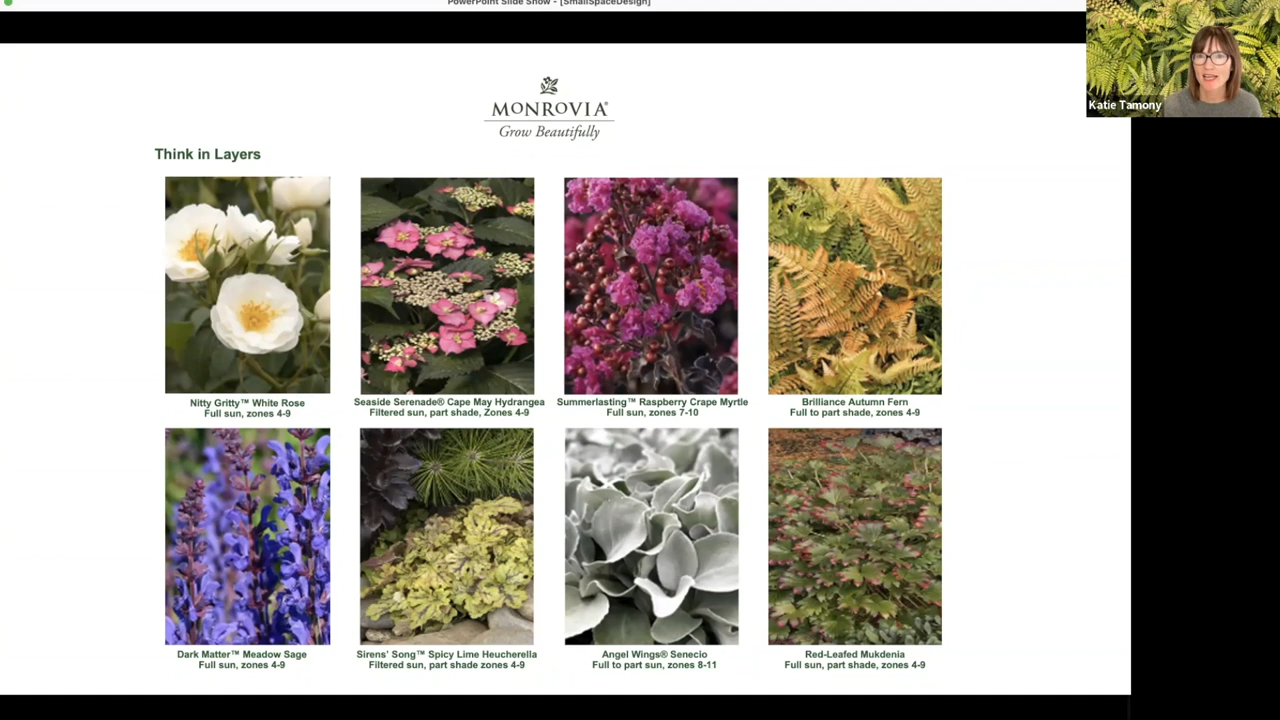 PowerPoint Slide Show - [SmallSpaceDesign]
Katie Tamony
MONROVIA®
Grow Beautifully
Think in Layers
Nitty Gritty™ White Rose
Full sun, zones 4-9
Seaside Serenade® Cape May Hydrangea
Filtered sun, part shade, Zones 4-9
Summerlasting™ Raspberry Crape Myrtle
Full sun, zones 7-10
Brilliance Autumn Fern
Full to part shade, zones 4-9
Dark Matter™ Meadow Sage
Full sun, zones 4-9
Sirens' Song™ Spicy Lime Heucherella
Filtered sun, part shade zones 4-9
Angel Wings® Senecio
Full to part sun, zones 8-11
Red-Leafed Mukdenia
Full sun, part shade, zones 4-9